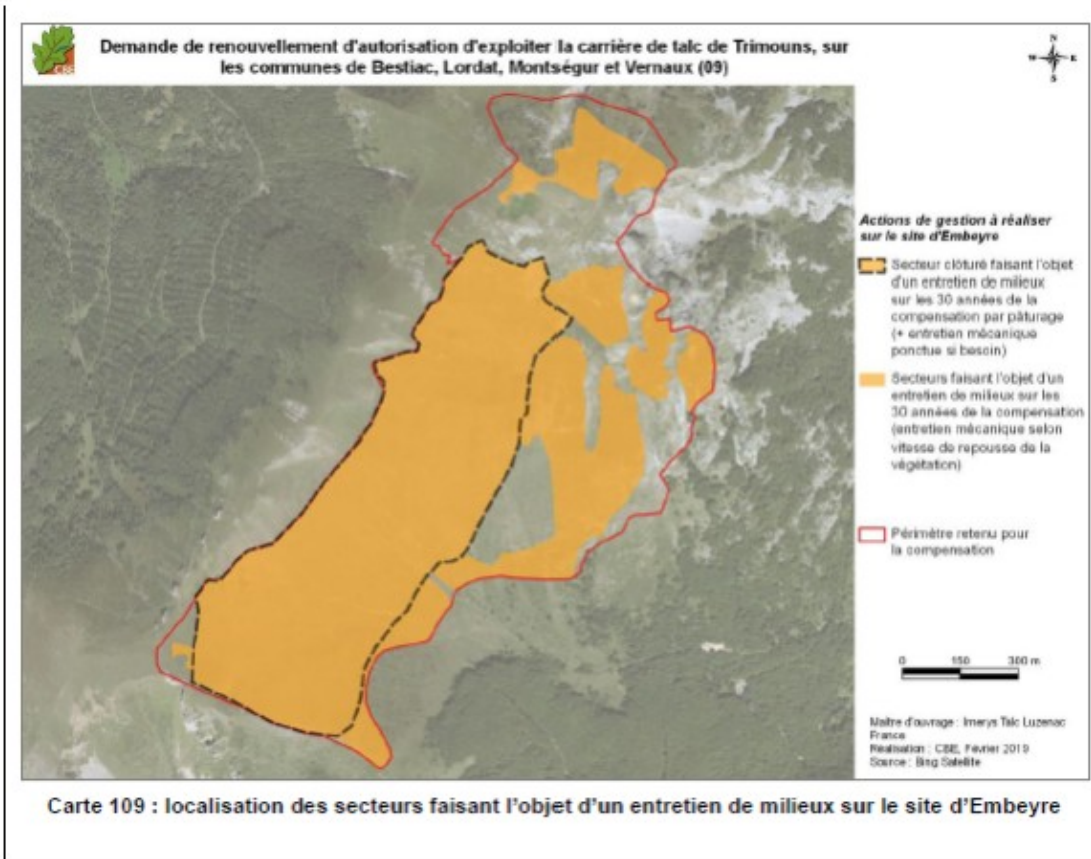 CBE
Demande de renouvellement d'autorisation d'exploiter la carrière de talc de Trimouns, sur
les communes de Bestiac, Lordat, Montségur et Vernaux (09)
N
W E
S
Actions de gestion à réaliser
sur le site d'Embeyre
Secteur clôturé faisant l'objet
d'un entretien de milieux
sur les 30 années de la
compensation par pâturage
(+ entretien mécanique
ponctue si besoin)
Secteurs faisant l'objet d'un
entretien de milieux sur les
30 années de la compensation
(entretien mécanique selon
vitesse de repousse de la
végétation)
Périmètre retenu pour
la compensation
0 150 300 m
Maître d'ouvrage : Imerys Talc Luzenac
France
Réalisation : CBE, Février 2019
Source : Bing Satellite
Carte 109 : localisation des secteurs faisant l'objet d'un entretien de milieux sur le site d'Embeyre